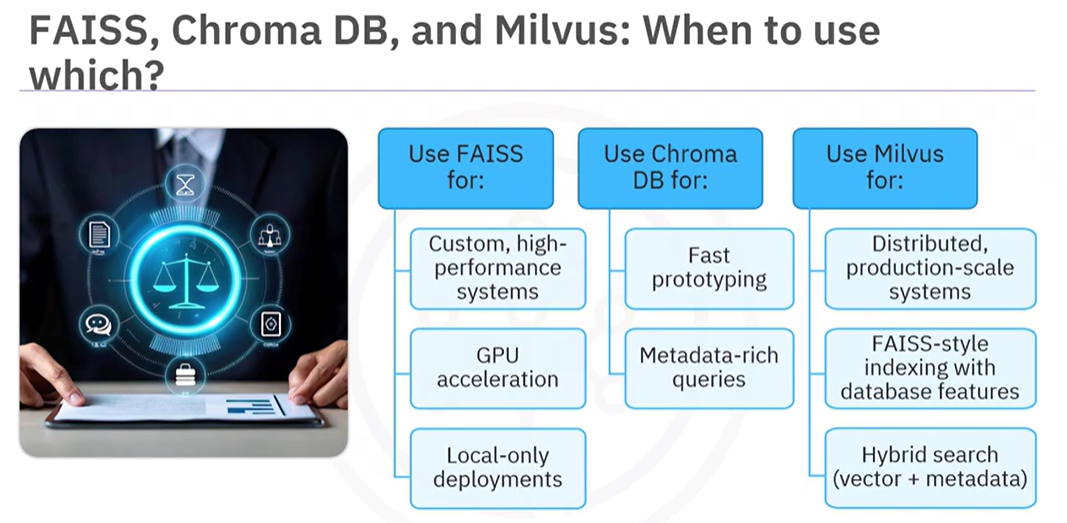 FAISS, Chroma DB, and Milvus: When to use
which?
Use FAISS
for:
Custom, high-
performance
systems
GPU
acceleration
Local-only
deployments
Use Chroma
DB for:
Fast
prototyping
Metadata-rich
queries
Use Milvus
for:
Distributed,
production-scale
systems
FAISS-style
indexing with
database features
Hybrid search
(vector + metadata)